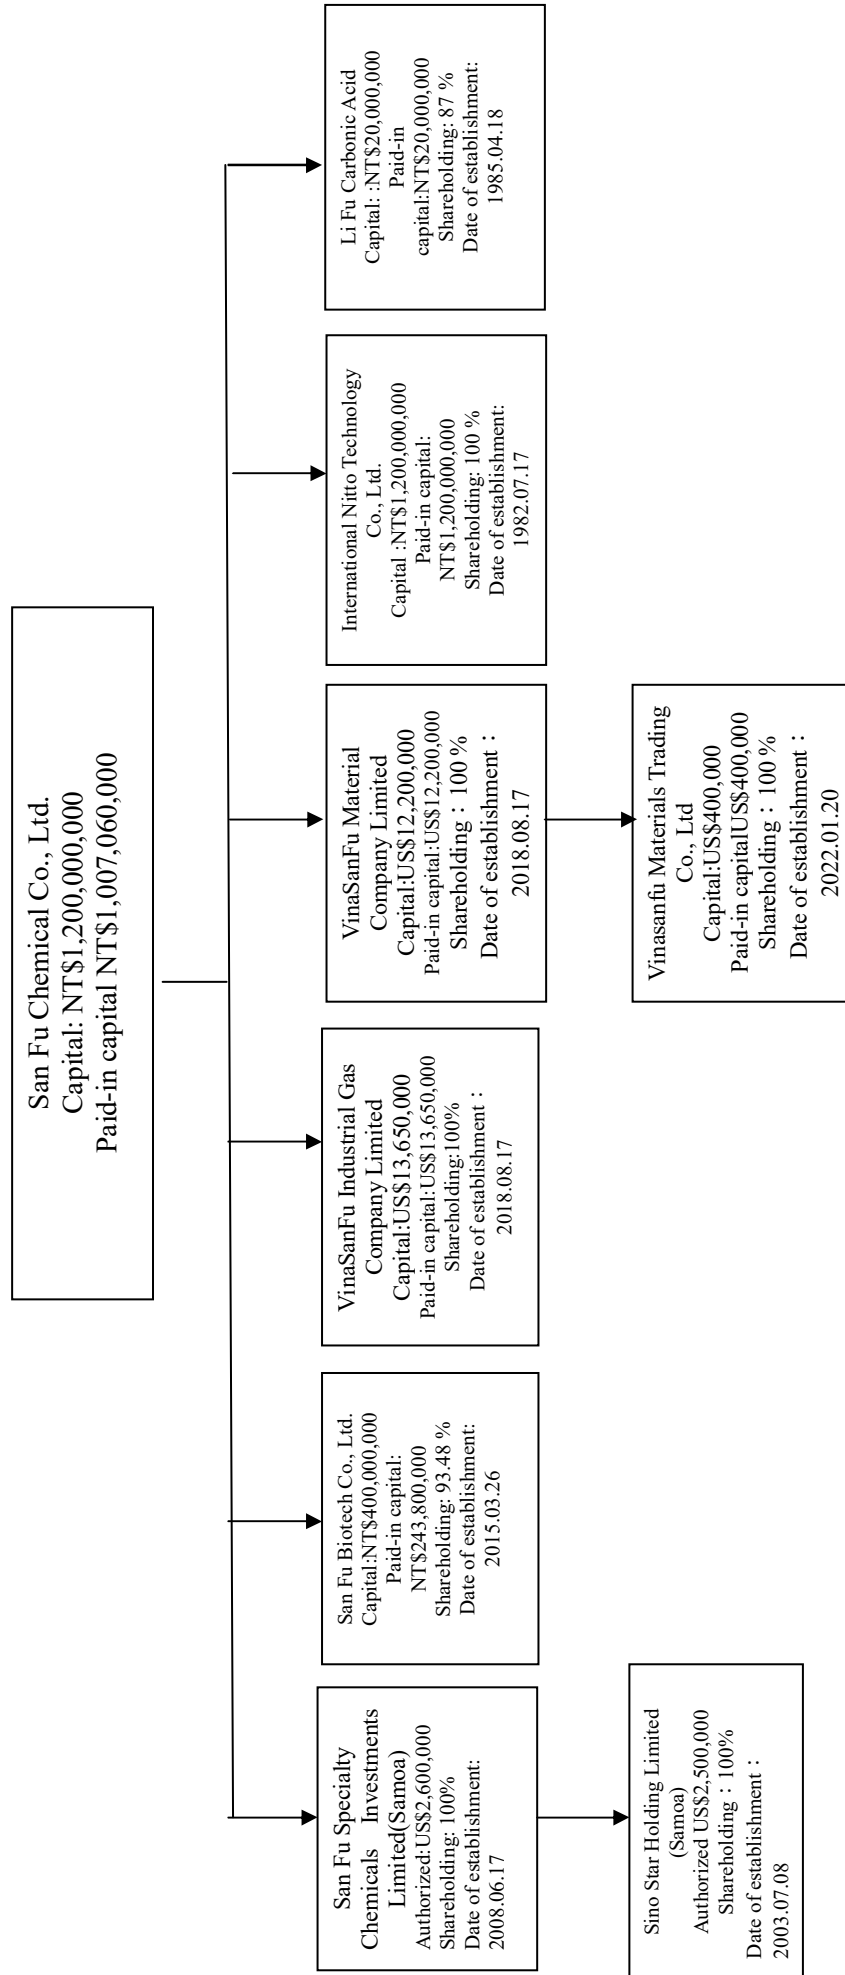 San Fu Chemical Co., Ltd.
Capital: NT$1,200,000,000
Paid-in capital NT$1,007,060,000
San Fu Specialty
Chemicals Investments
Limited(Samoa)
Authorized:US$2,600,000
Shareholding: 100%
Date of establishment:
2008.06.17
San Fu Biotech Co., Ltd.
Capital:NT$400,000,000
Paid-in capital:
NT$243,800,000
Shareholding: 93.48 %
Date of establishment:
2015.03.26
VinaSanFu Industrial Gas
Company Limited
Capital:US$13,650,000
Paid-in capital:US$13,650,000
Shareholding:100%
Date of establishment：
2018.08.17
VinaSanFu Material
Company Limited
Capital:US$12,200,000
Paid-in capital:US$12,200,000
Shareholding：100 %
Date of establishment：
2018.08.17
International Nitto Technology
Co., Ltd.
Capital :NT$1,200,000,000
Paid-in capital:
NT$1,200,000,000
Shareholding: 100 %
Date of establishment:
1982.07.17
Li Fu Carbonic Acid
Capital: :NT$20,000,000
Paid-in
capital:NT$20,000,000
Shareholding: 87 %
Date of establishment:
1985.04.18
Sino Star Holding Limited
(Samoa)
Authorized US$2,500,000
Shareholding：100%
Date of establishment：
2003.07.08
Vinasanfu Materials Trading
Co., Ltd
Capital:US$400,000
Paid-in capitalUS$400,000
Shareholding：100 %
Date of establishment：
2022.01.20